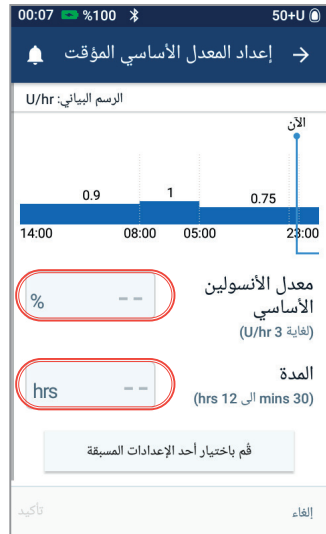 00:07 %100 50+U
إعداد المعدل الأساسي المؤقت
الرسم البياني: U/hr
الآن
0.9 1 0.75
14:00 08:00 05:00 23:00
معدل الأنسولين
الأساسي
(لغاية 3 U/hr)
-- %
المدة
(30 mins الى 12 hrs)
-- hrs
قُم باختيار أحد الإعدادات المسبقة
إلغاء
تأكيد